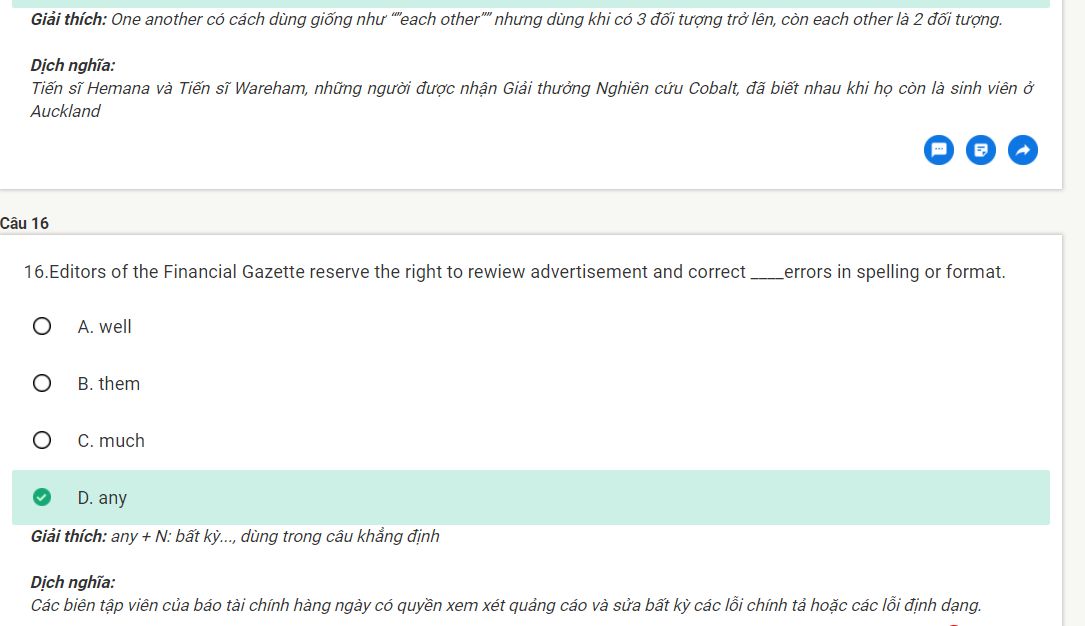 Giải thích: One another có cách dùng giống như “”each other”” nhưng dùng khi có 3 đối tượng trở lên, còn each other là 2 đối tượng.
Dịch nghĩa:
Tiến sĩ Hemana và Tiến sĩ Wareham, những người được nhận Giải thưởng Nghiên cứu Cobalt, đã biết nhau khi họ còn là sinh viên ở
Auckland
Câu 16
16.Editors of the Financial Gazette reserve the right to rewiew advertisement and correct ____errors in spelling or format.
A. well
B. them
C. much
D. any
Giải thích: any + N: bất kỳ..., dùng trong câu khẳng định
Dịch nghĩa:
Các biên tập viên của báo tài chính hàng ngày có quyền xem xét quảng cáo và sửa bất kỳ các lỗi chính tả hoặc các lỗi định dạng.